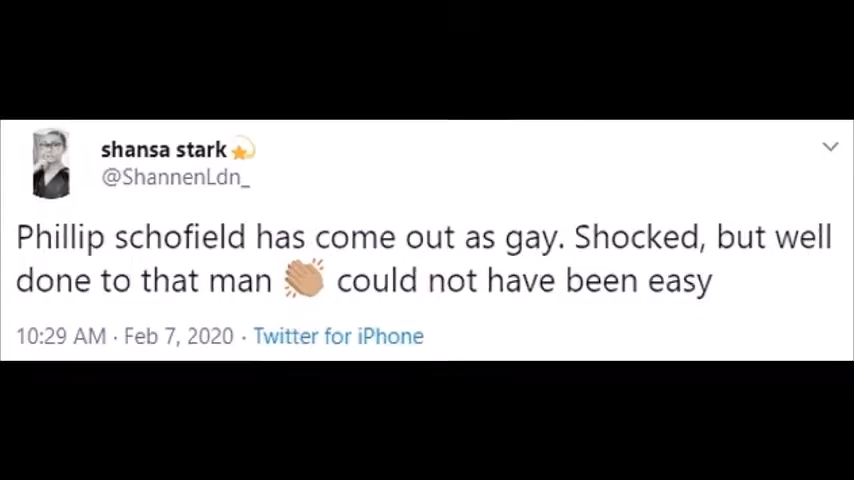 shansa stark💫
@ShannenLdn_
Phillip schofield has come out as gay. Shocked, but well
done to that man 👏🏽 could not have been easy
10:29 AM · Feb 7, 2020 · Twitter for iPhone